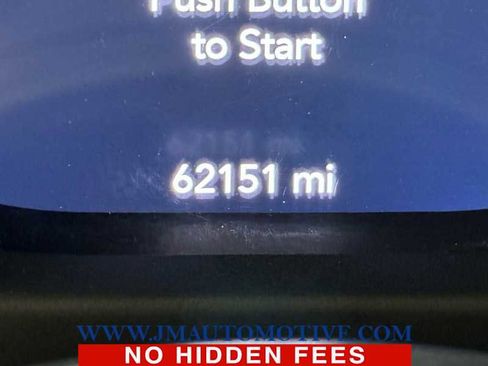 Push Button
to Start
62151 mi
WWW.JMAUTOMOTIVE.COM
NO HIDDEN FEES